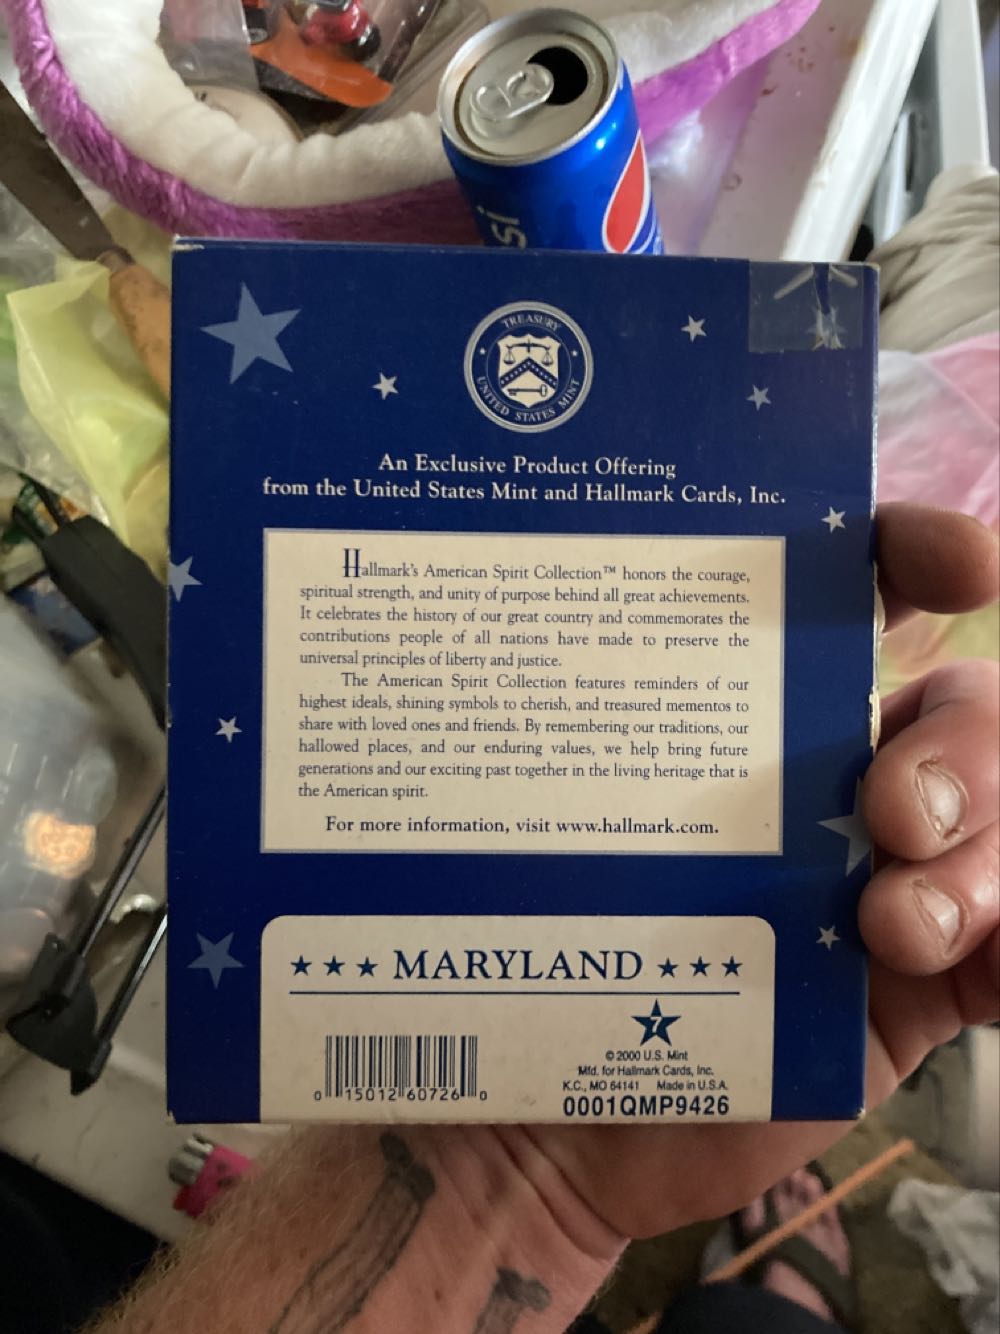 si
TREASURY
UNITED STATES MINT
An Exclusive Product Offering
from the United States Mint and Hallmark Cards, Inc.
Hallmark's American Spirit Collection™ honors the courage,
spiritual strength, and unity of purpose behind all great achievements.
It celebrates the history of our great country and commemorates the
contributions people of all nations have made to preserve the
universal principles of liberty and justice.
The American Spirit Collection features reminders of our
highest ideals, shining symbols to cherish, and treasured mementos to
share with loved ones and friends. By remembering our traditions, our
hallowed places, and our enduring values, we help bring future
generations and our exciting past together in the living heritage that is
the American spirit.
For more information, visit www.hallmark.com.
★ ★ ★ MARYLAND ★ ★ ★
7
© 2000 U.S. Mint
Mfd. for Hallmark Cards, Inc.
K.C., MO 64141 Made in U.S.A.
0 15012 60726 0
0001QMP9426